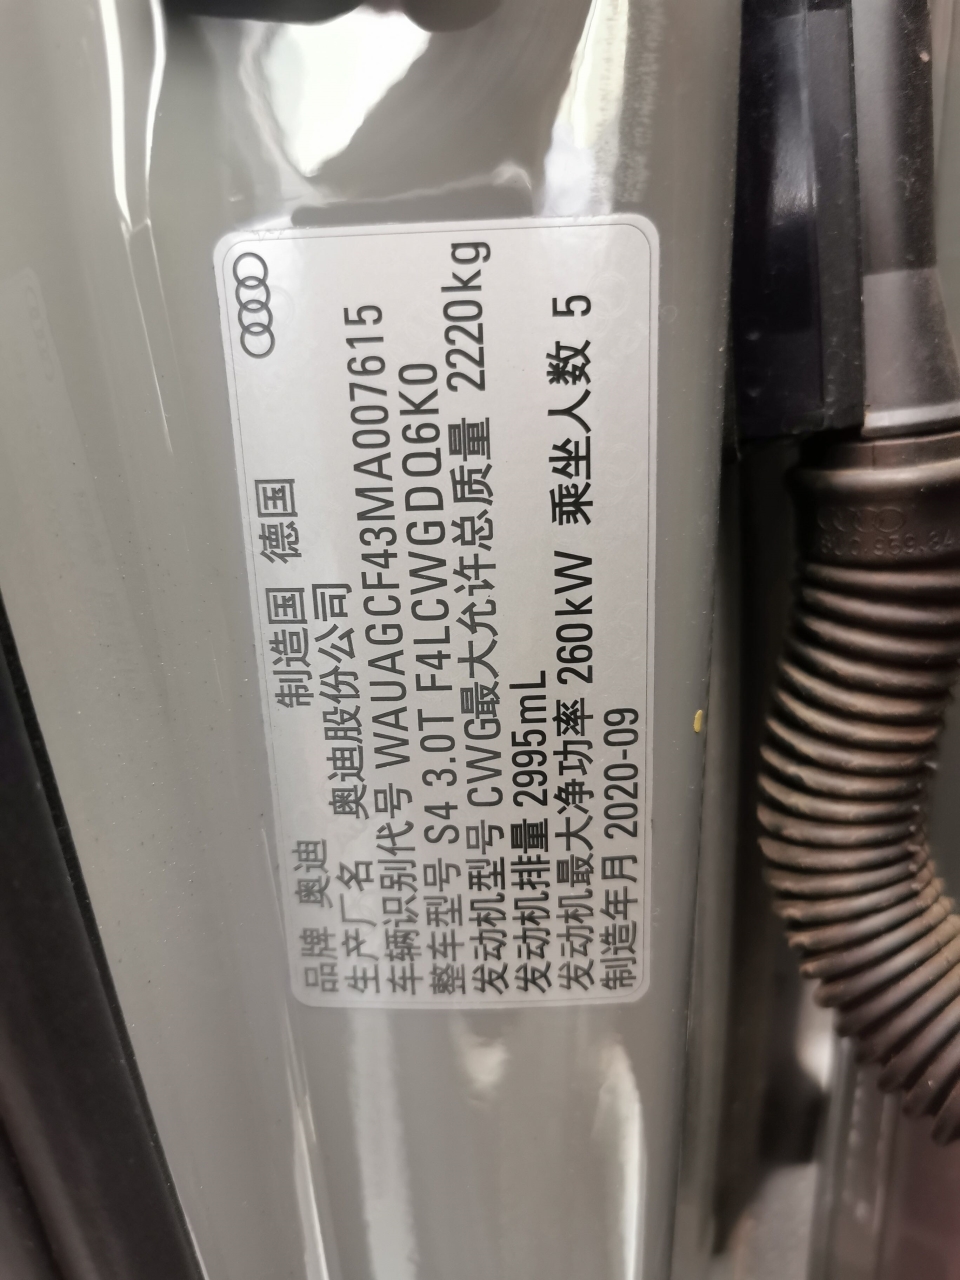 品牌 奥迪 制造国 德国
生产厂名 奥迪股份公司
车辆识别代号 WAUAGCF43MA007615
整车型号 S4 3.0T F4LCWGDQ6K0
发动机型号 CWG最大允许总质量 2220kg
发动机排量 2995mL
发动机最大净功率 260kW 乘坐人数 5
制造年月 2020-09